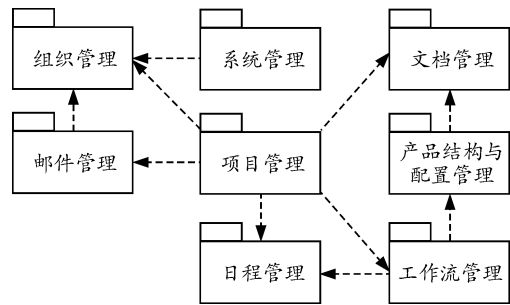 组织管理
系统管理
文档管理
邮件管理
项目管理
产品结构与
配置管理
日程管理
工作流管理